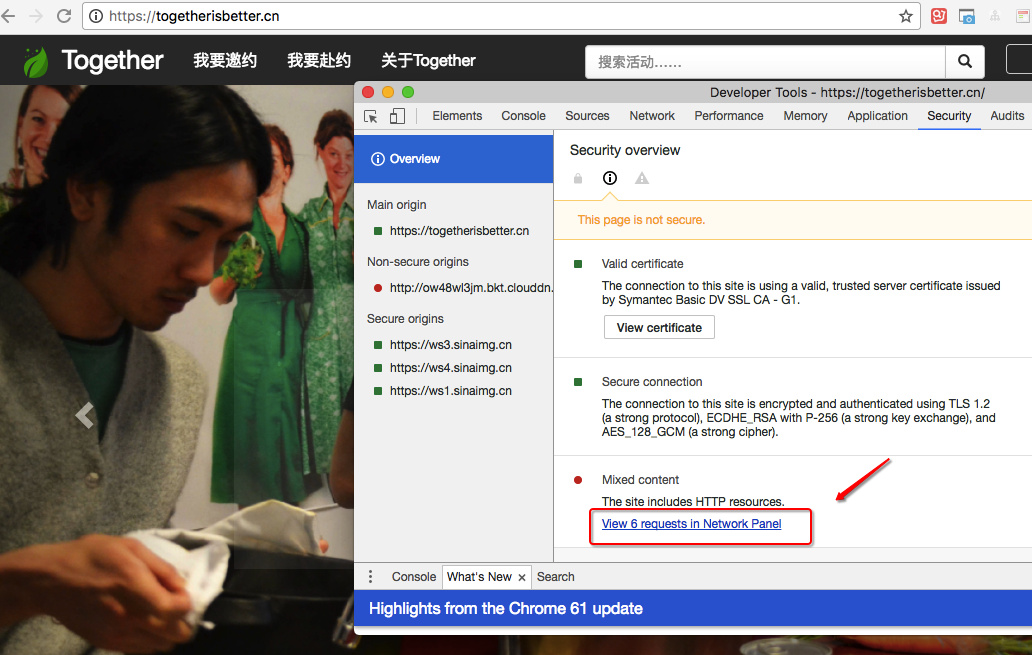 https://togetherisbetter.cn
Together 我要邀约 我要赴约 关于Together 搜索活动......
Developer Tools - https://togetherisbetter.cn/
Elements Console Sources Network Performance Memory Application Security Audits
Overview
Main origin
https://togetherisbetter.cn
Non-secure origins
http://ow48wl3jm.bkt.clouddn.
Secure origins
https://ws3.sinaimg.cn
https://ws4.sinaimg.cn
https://ws1.sinaimg.cn
Security overview
This page is not secure.
Valid certificate
The connection to this site is using a valid, trusted server certificate issued
by Symantec Basic DV SSL CA - G1.
View certificate
Secure connection
The connection to this site is encrypted and authenticated using TLS 1.2
(a strong protocol), ECDHE_RSA with P-256 (a strong key exchange), and
AES_128_GCM (a strong cipher).
Mixed content
The site includes HTTP resources.
View 6 requests in Network Panel
Console What's New × Search
Highlights from the Chrome 61 update